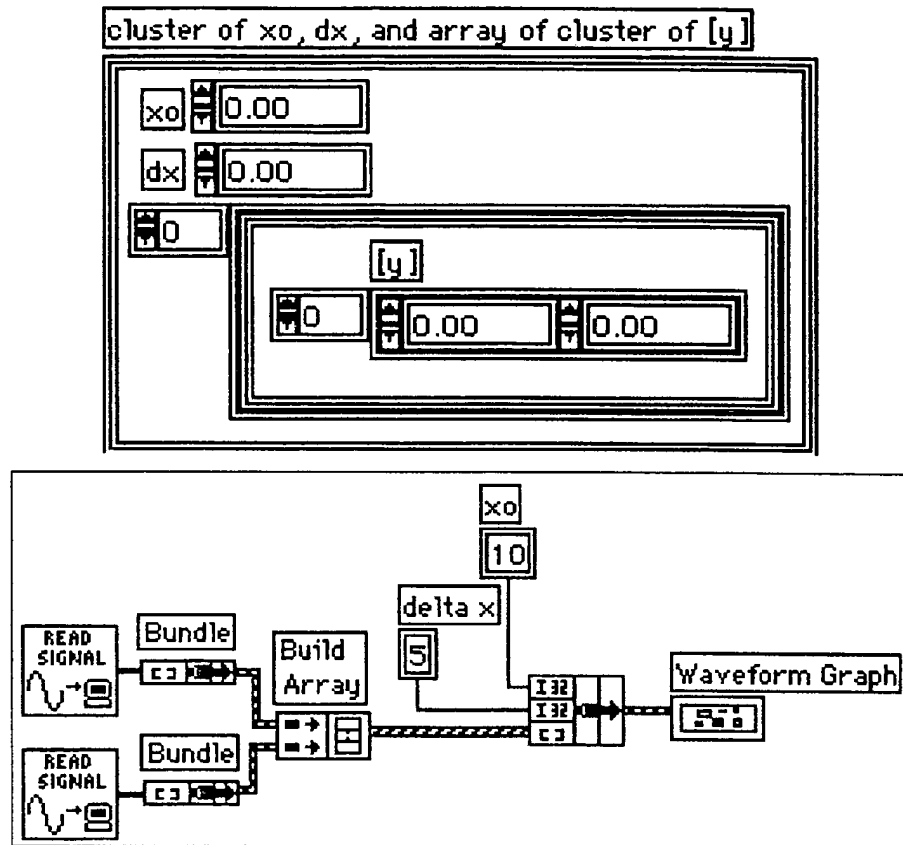 cluster of xo, dx, and array of cluster of [y]
xo 0.00
dx 0.00
0
[y]
0 0.00 0.00
xo
10
delta x
5
READ SIGNAL
Bundle
Build Array
I32
I32
Waveform Graph
READ SIGNAL
Bundle